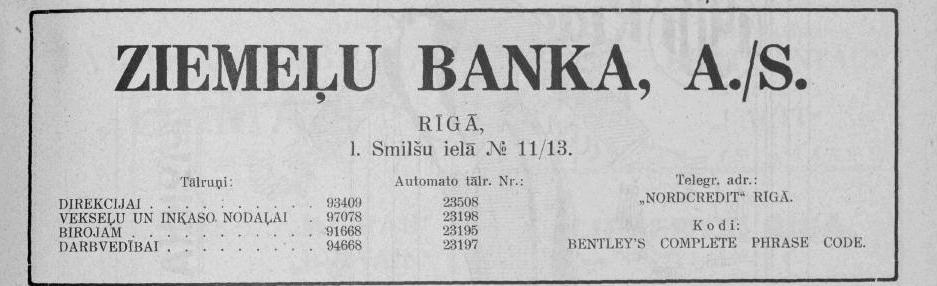 ZIEMEĻU BANKA, A./S.
RĪGĀ,
l. Smilšu ielā № 11/13.
Tālruņi: Automato tālr. Nr.: Telegr. adr.:
DIREKCIJAI . . . . . . . . . . . 93409 23508 „NORDCREDIT“ RĪGĀ.
VEKSEĻU UN INĶASO. NODAĻAI . 97078 23198
BIROJAM . . . . . . . . . . . . 91668 23195 Kodi:
DARBVEDĪBAI . . . . . . . . . . 94668 23197 BENTLEY'S COMPLETE PHRASE CODE.